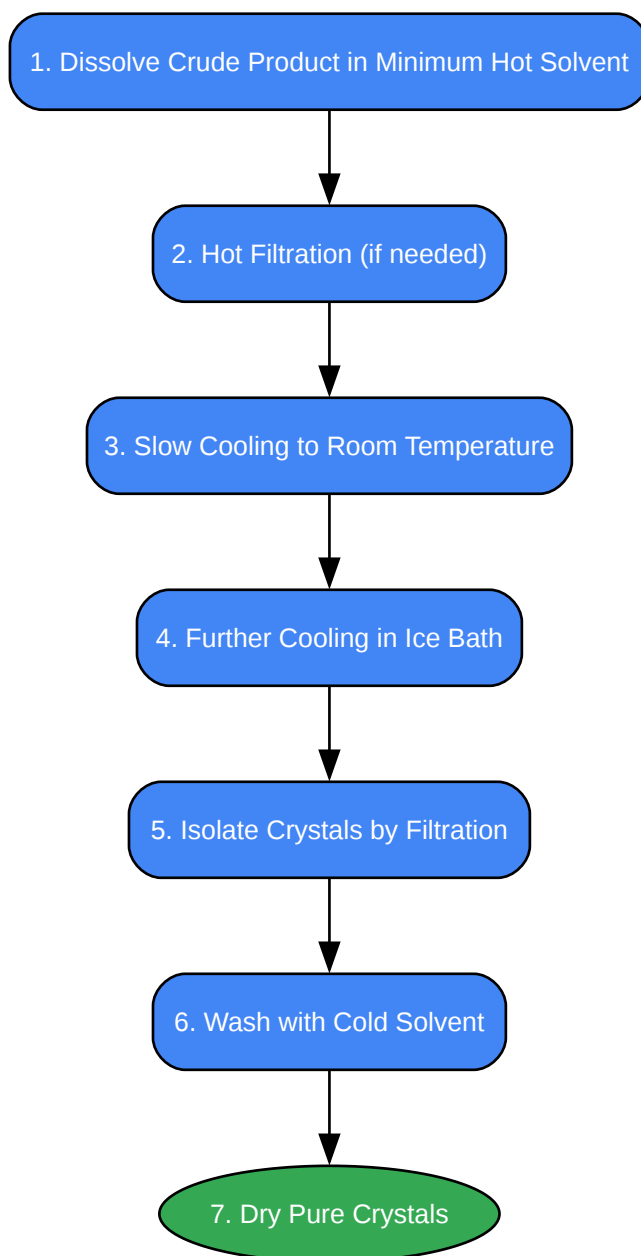 1. Dissolve Crude Product in Minimum Hot Solvent
2. Hot Filtration (if needed)
3. Slow Cooling to Room Temperature
4. Further Cooling in Ice Bath
5. Isolate Crystals by Filtration
6. Wash with Cold Solvent
7. Dry Pure Crystals